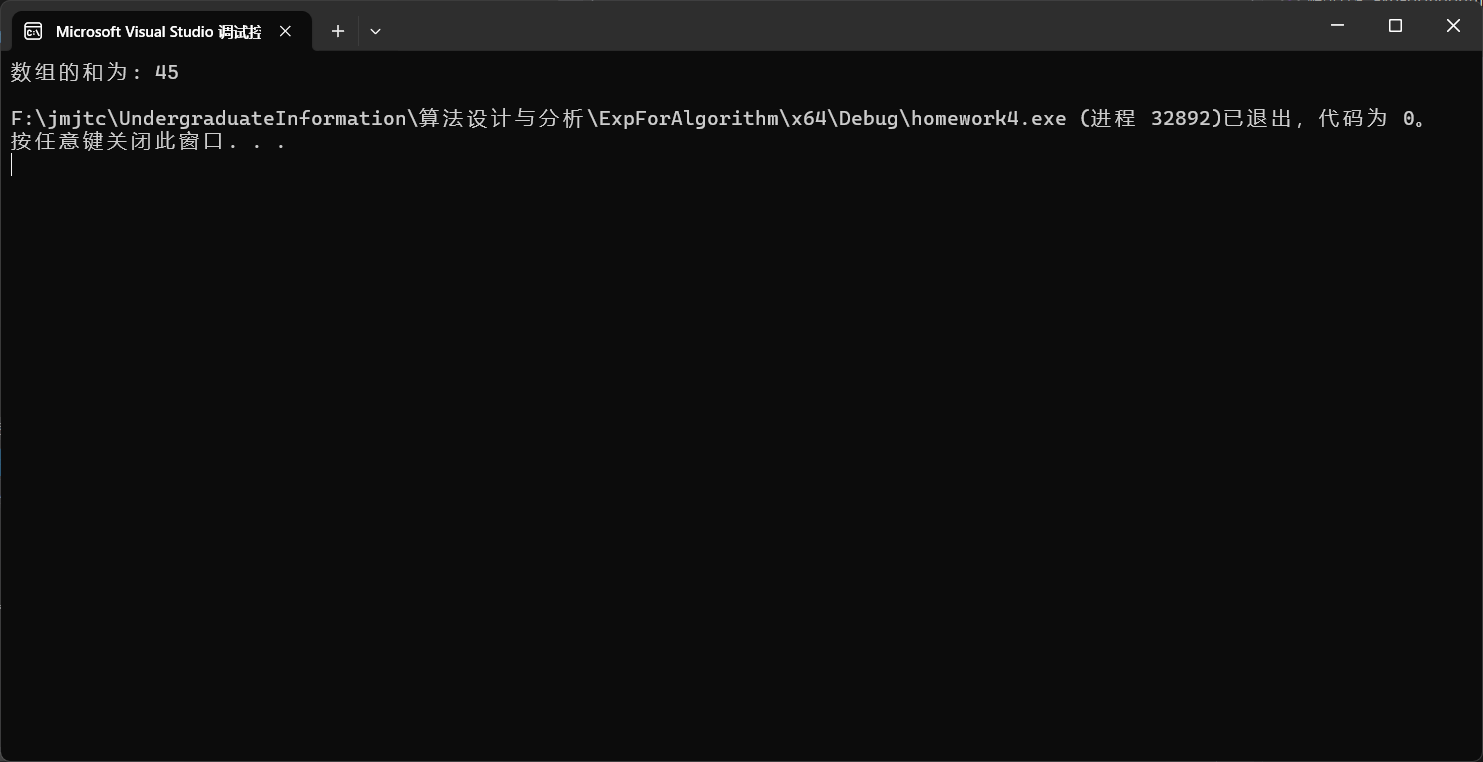 Microsoft Visual Studio 调试控
数组的和为：45
F:\jmjtc\UndergraduateInformation\算法设计与分析\ExpForAlgorithm\x64\Debug\homework4.exe (进程 32892)已退出，代码为 0。
按任意键关闭此窗口. . .